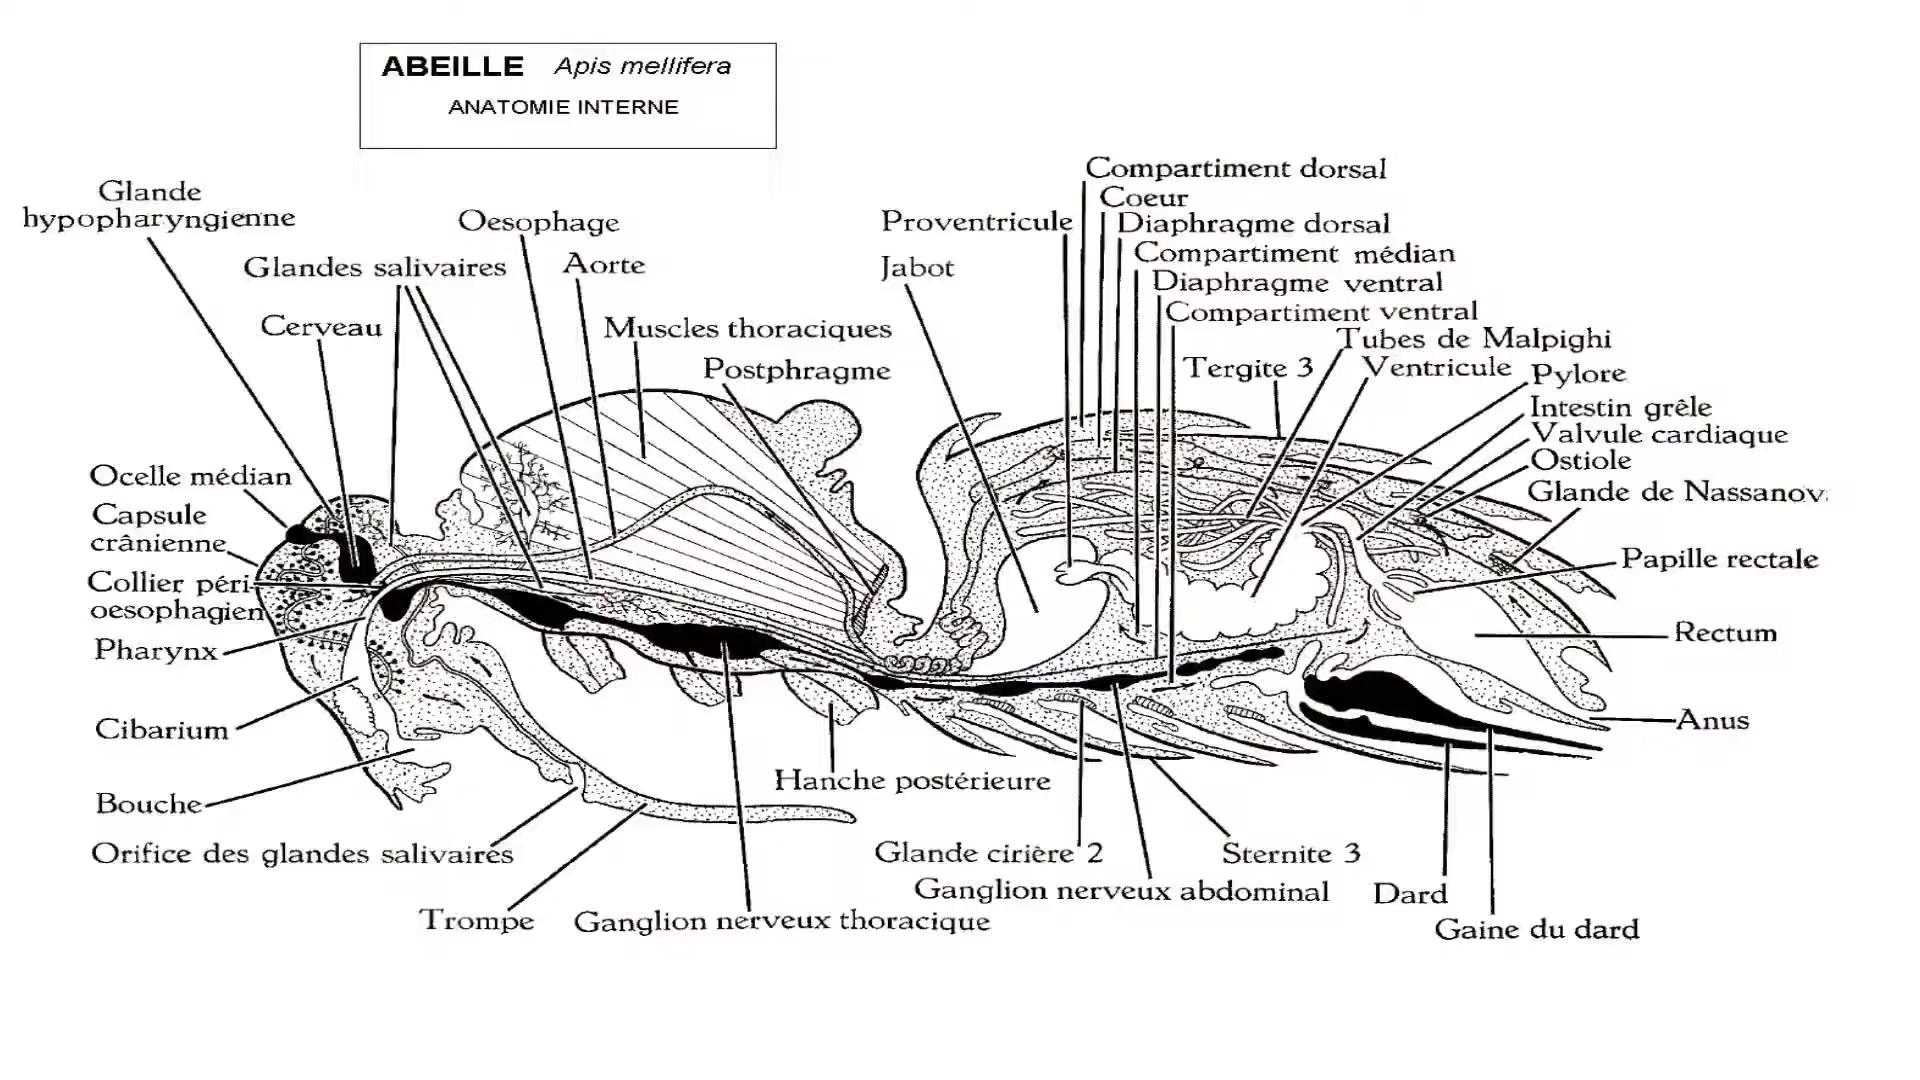 ABEILLE Apis mellifera
ANATOMIE INTERNE
Glande
hypopharyngienne
Glandes salivaires
Cerveau
Oesophage
Aorte
Muscles thoraciques
Postphragme
Proventricule
Jabot
Compartiment dorsal
Coeur
Diaphragme dorsal
Compartiment médian
Diaphragme ventral
Compartiment ventral
Tubes de Malpighi
Tergite 3
Ventricule
Pylore
Intestin grêle
Valvule cardiaque
Ostiole
Glande de Nassanov
Papille rectale
Rectum
Anus
Ocelle médian
Capsule
crânienne
Collier péri-
oesophagien
Pharynx
Cibarium
Bouche
Orifice des glandes salivaires
Trompe
Ganglion nerveux thoracique
Hanche postérieure
Glande cirière 2
Ganglion nerveux abdominal
Sternite 3
Dard
Gaine du dard